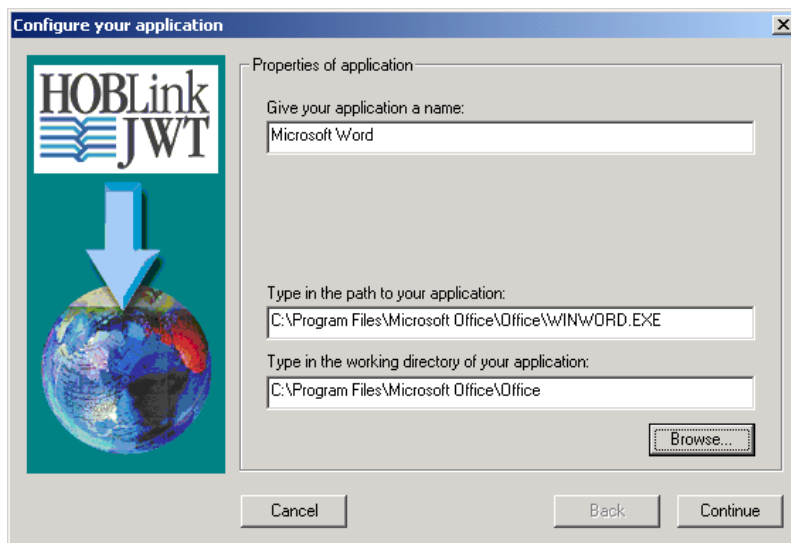 Configure your application
HOBLink
JWT
Properties of application
Give your application a name:
Microsoft Word
Type in the path to your application:
C:\Program Files\Microsoft Office\Office\WINWORD.EXE
Type in the working directory of your application:
C:\Program Files\Microsoft Office\Office
Browse...
Cancel
Back
Continue